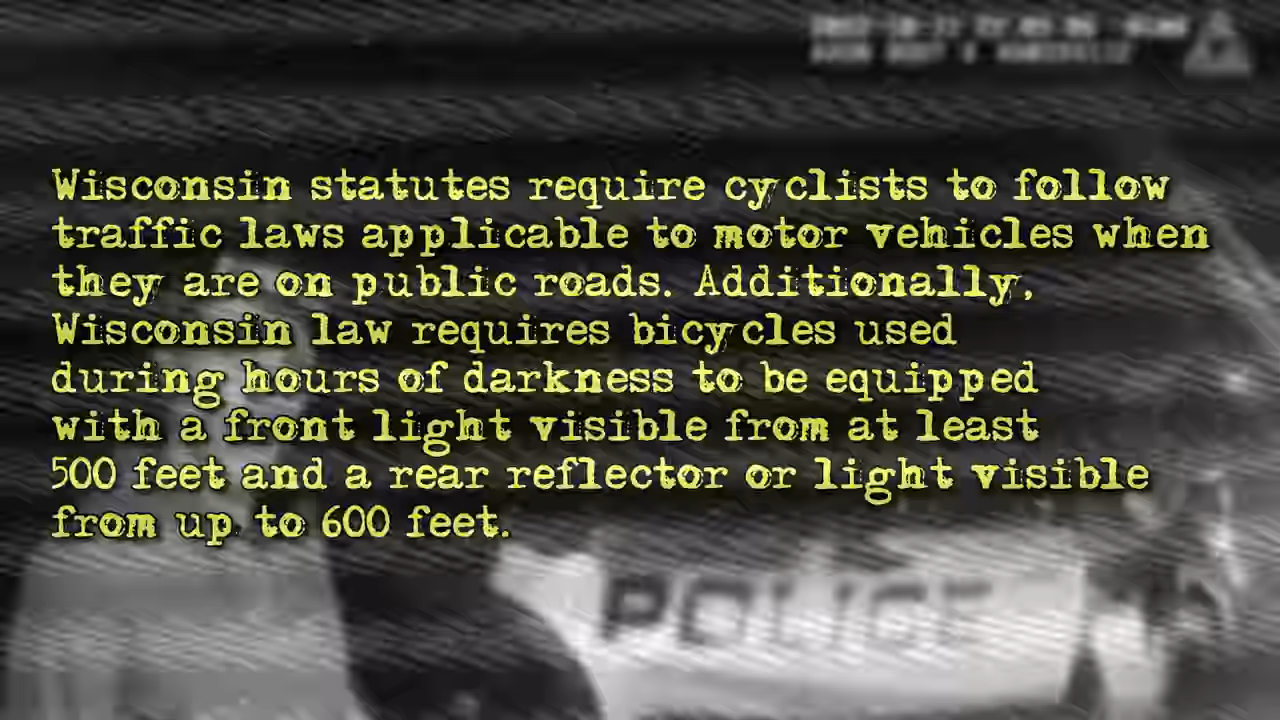 Wisconsin statutes require cyclists to follow
traffic laws applicable to motor vehicles when
they are on public roads. Additionally,
Wisconsin law requires bicycles used
during hours of darkness to be equipped
with a front light visible from at least
500 feet and a rear reflector or light visible
from up to 600 feet.
POLICE